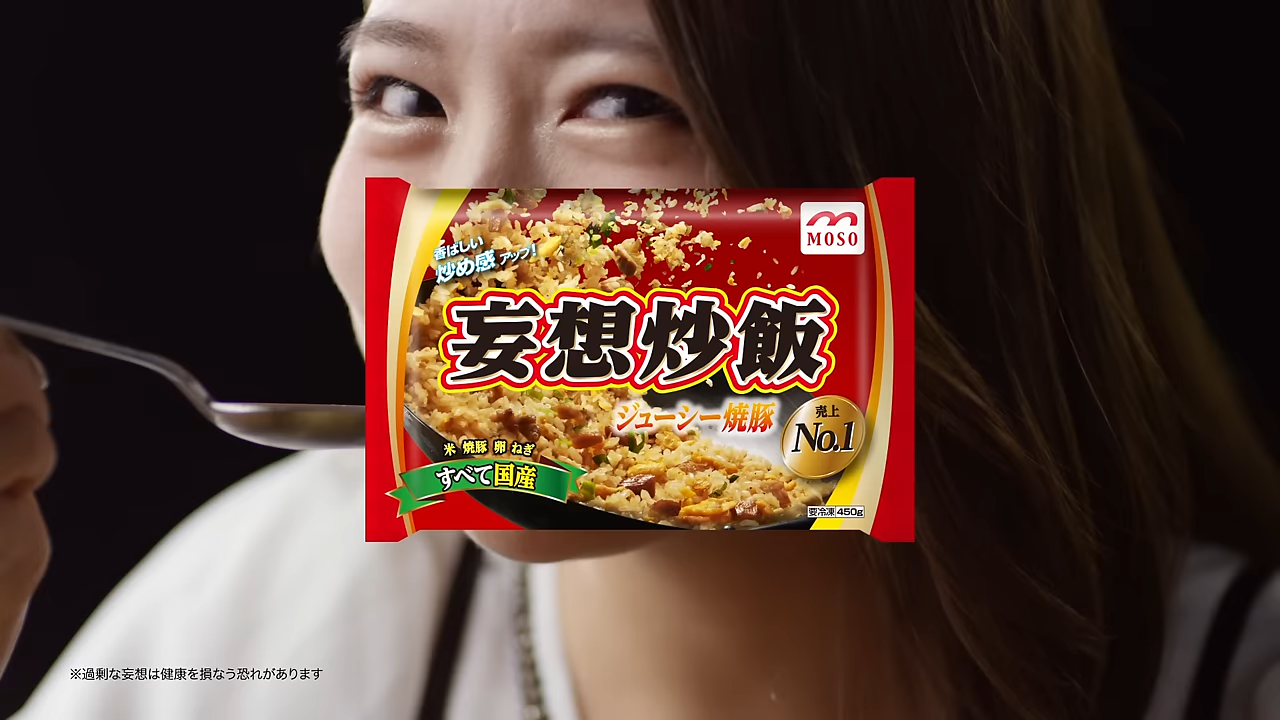 MOSO
香ばしい
炒め感 アップ!
妄想炒飯
ジューシー焼豚
売上
No.1
米 焼豚 卵 ねぎ
すべて国産
要冷凍 450g
※過剰な妄想は健康を損なう恐れがあります